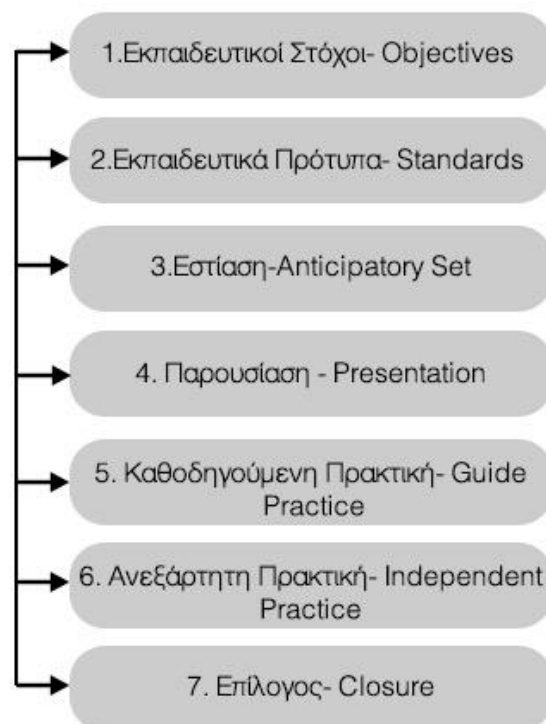 1.Εκπαιδευτικοί Στόχοι- Objectives
2.Εκπαιδευτικά Πρότυπα- Standards
3.Εστίαση-Anticipatory Set
4. Παρουσίαση - Presentation
5. Καθοδηγούμενη Πρακτική- Guide
Practice
6. Ανεξάρτητη Πρακτική- Independent
Practice
7. Επίλογος- Closure